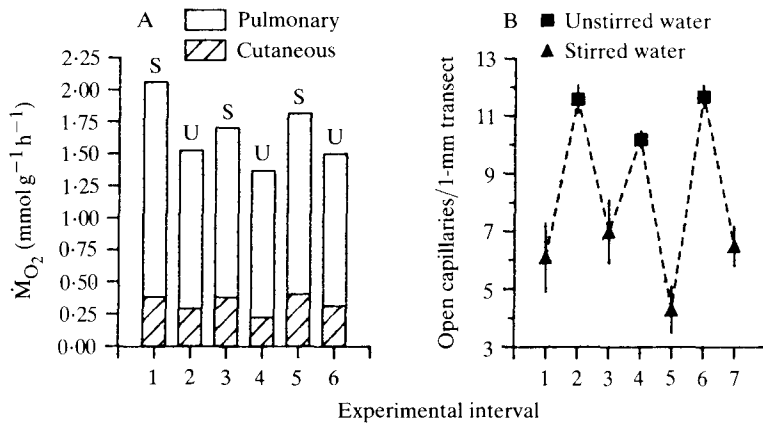 A
Pulmonary
Cutaneous
S
U
S
U
S
U
2·25
2·00
1·75
1·50
1·25
1·00
0·75
0·50
0·25
0·00
ṀO₂ (mmol g⁻¹ h⁻¹)
1 2 3 4 5 6
B
Unstirred water
Stirred water
13
11
9
7
5
3
Open capillaries/1-mm transect
1 2 3 4 5 6 7
Experimental interval